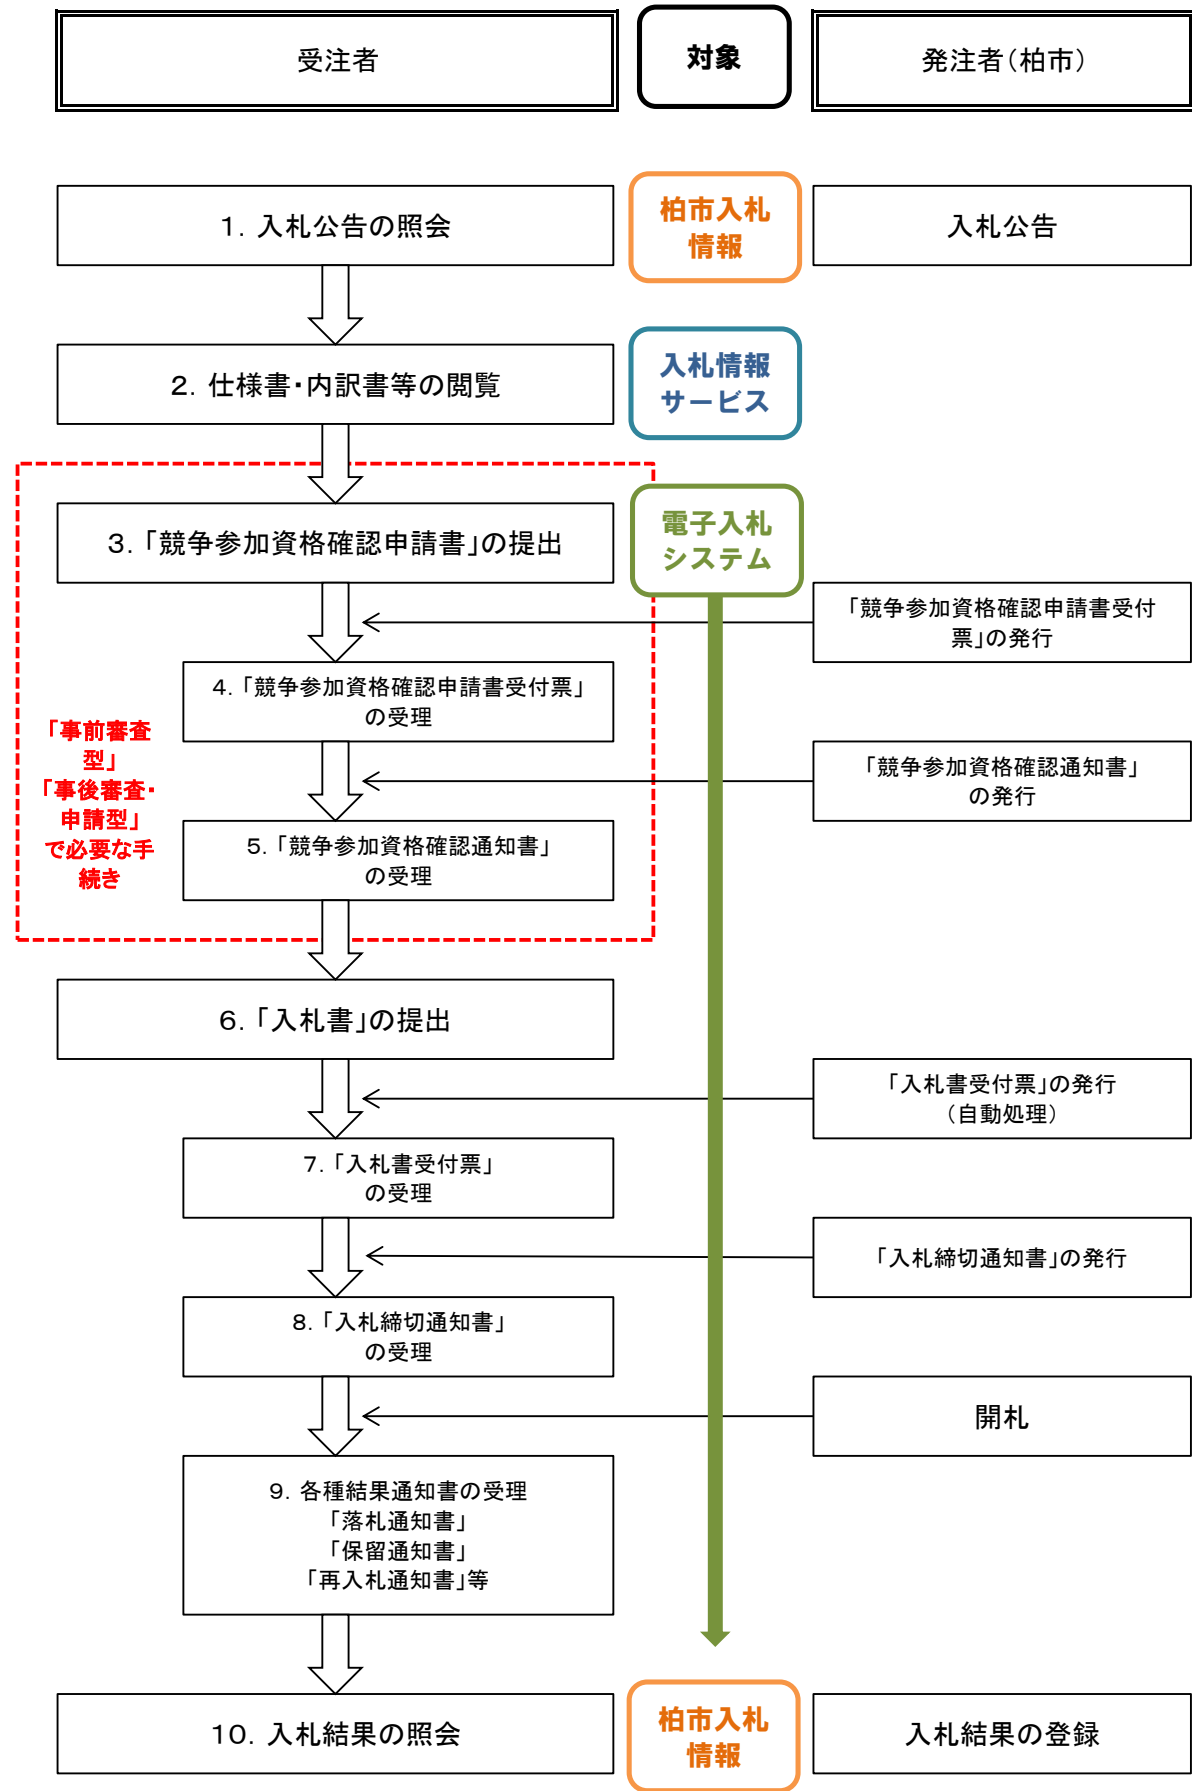 受注者
対象
発注者（柏市）
１．入札公告の照会
柏市入札
情報
入札公告
２．仕様書・内訳書等の閲覧
入札情報
サービス
３．「競争参加資格確認申請書」の提出
電子入札
システム
「競争参加資格確認申請書受付
票」の発行
４．「競争参加資格確認申請書受付票」
の受理
「事前審査
型」
「事後審査・
申請型」
で必要な手
続き
「競争参加資格確認通知書」
の発行
５．「競争参加資格確認通知書」
の受理
６．「入札書」の提出
「入札書受付票」の発行
（自動処理）
７．「入札書受付票」
の受理
「入札締切通知書」の発行
８．「入札締切通知書」
の受理
開札
９．各種結果通知書の受理
「落札通知書」
「保留通知書」
「再入札通知書」等
１０．入札結果の照会
柏市入札
情報
入札結果の登録